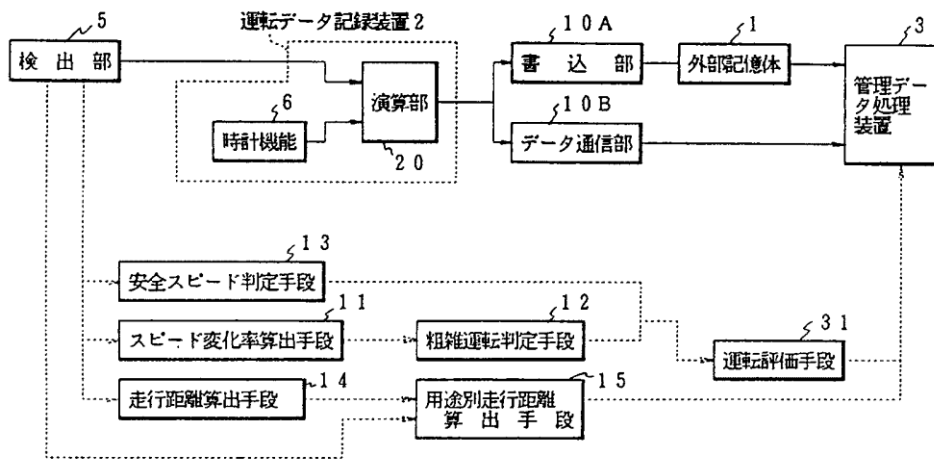 運転データ記録装置2
5
検出部
6
時計機能
演算部
20
10A
書込部
10B
データ通信部
1
外部記憶体
3
管理デー
タ処理
装置
13
安全スピード判定手段
11
スピード変化率算出手段
12
粗雑運転判定手段
14
走行距離算出手段
15
用途別走行距離
算出手段
31
運転評価手段